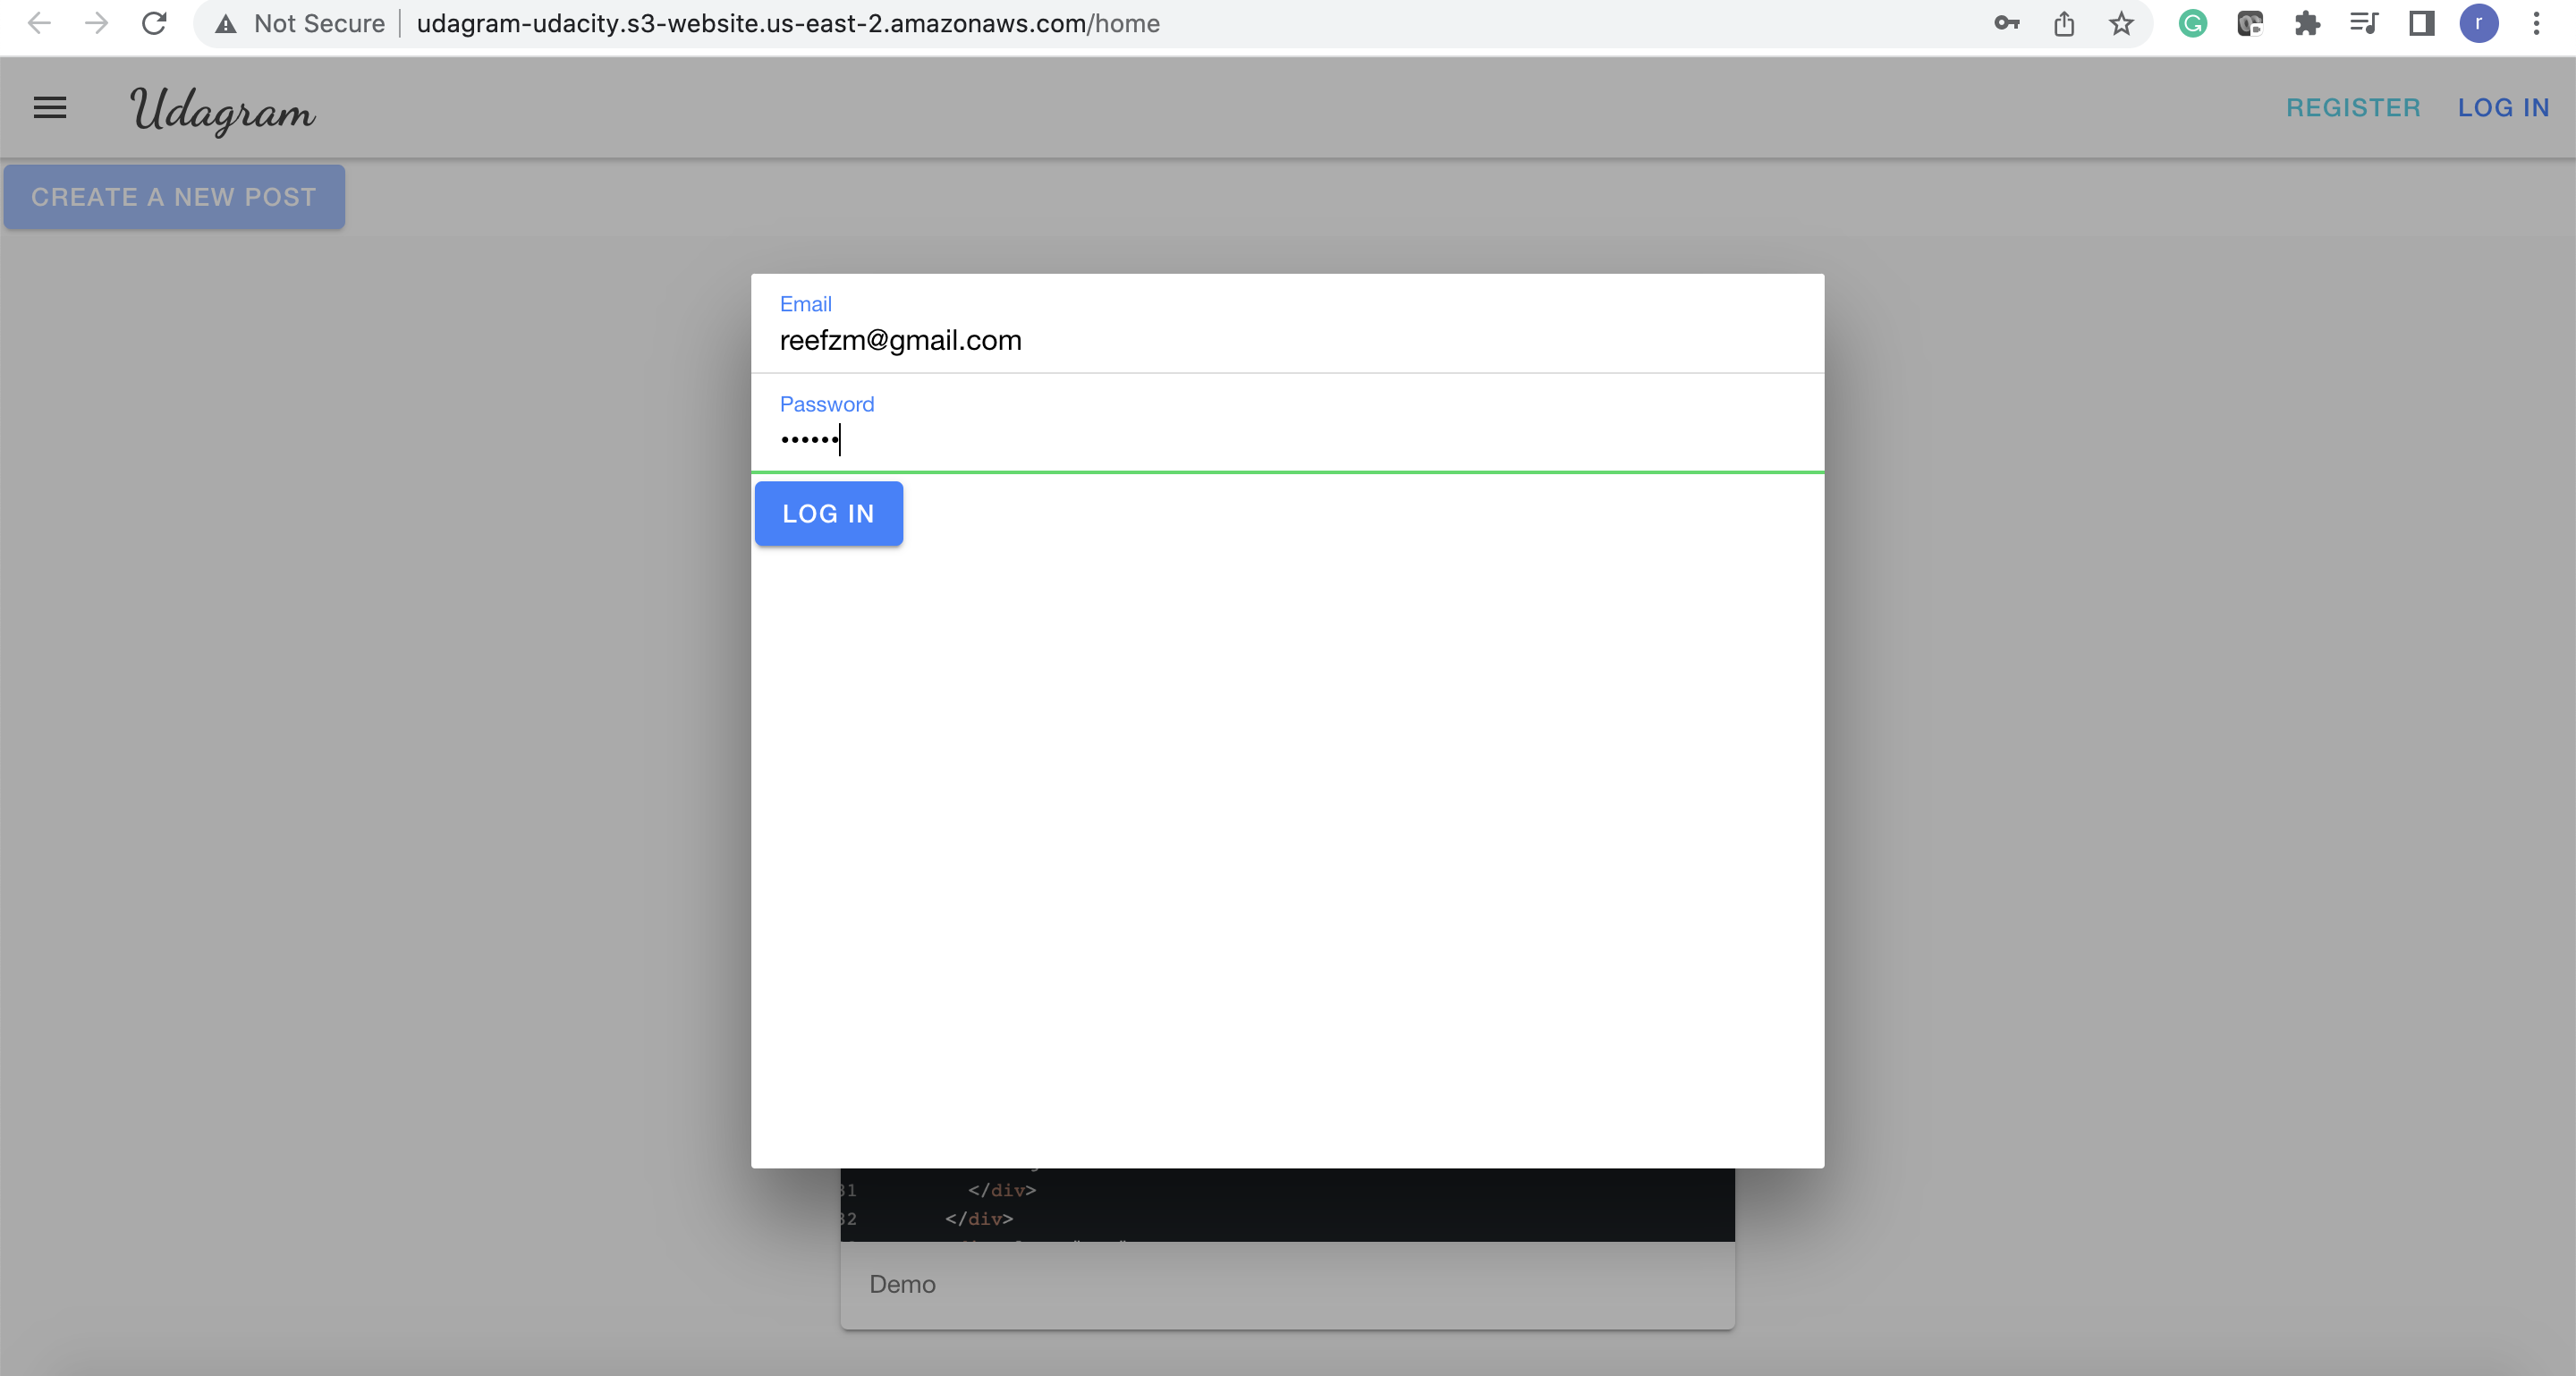 Not Secure | udagram-udacity.s3-website.us-east-2.amazonaws.com/home
r
Udagram
REGISTER LOG IN
CREATE A NEW POST
Email
reefzm@gmail.com
Password
••••••
LOG IN
31 </div>
32 </div>
Demo